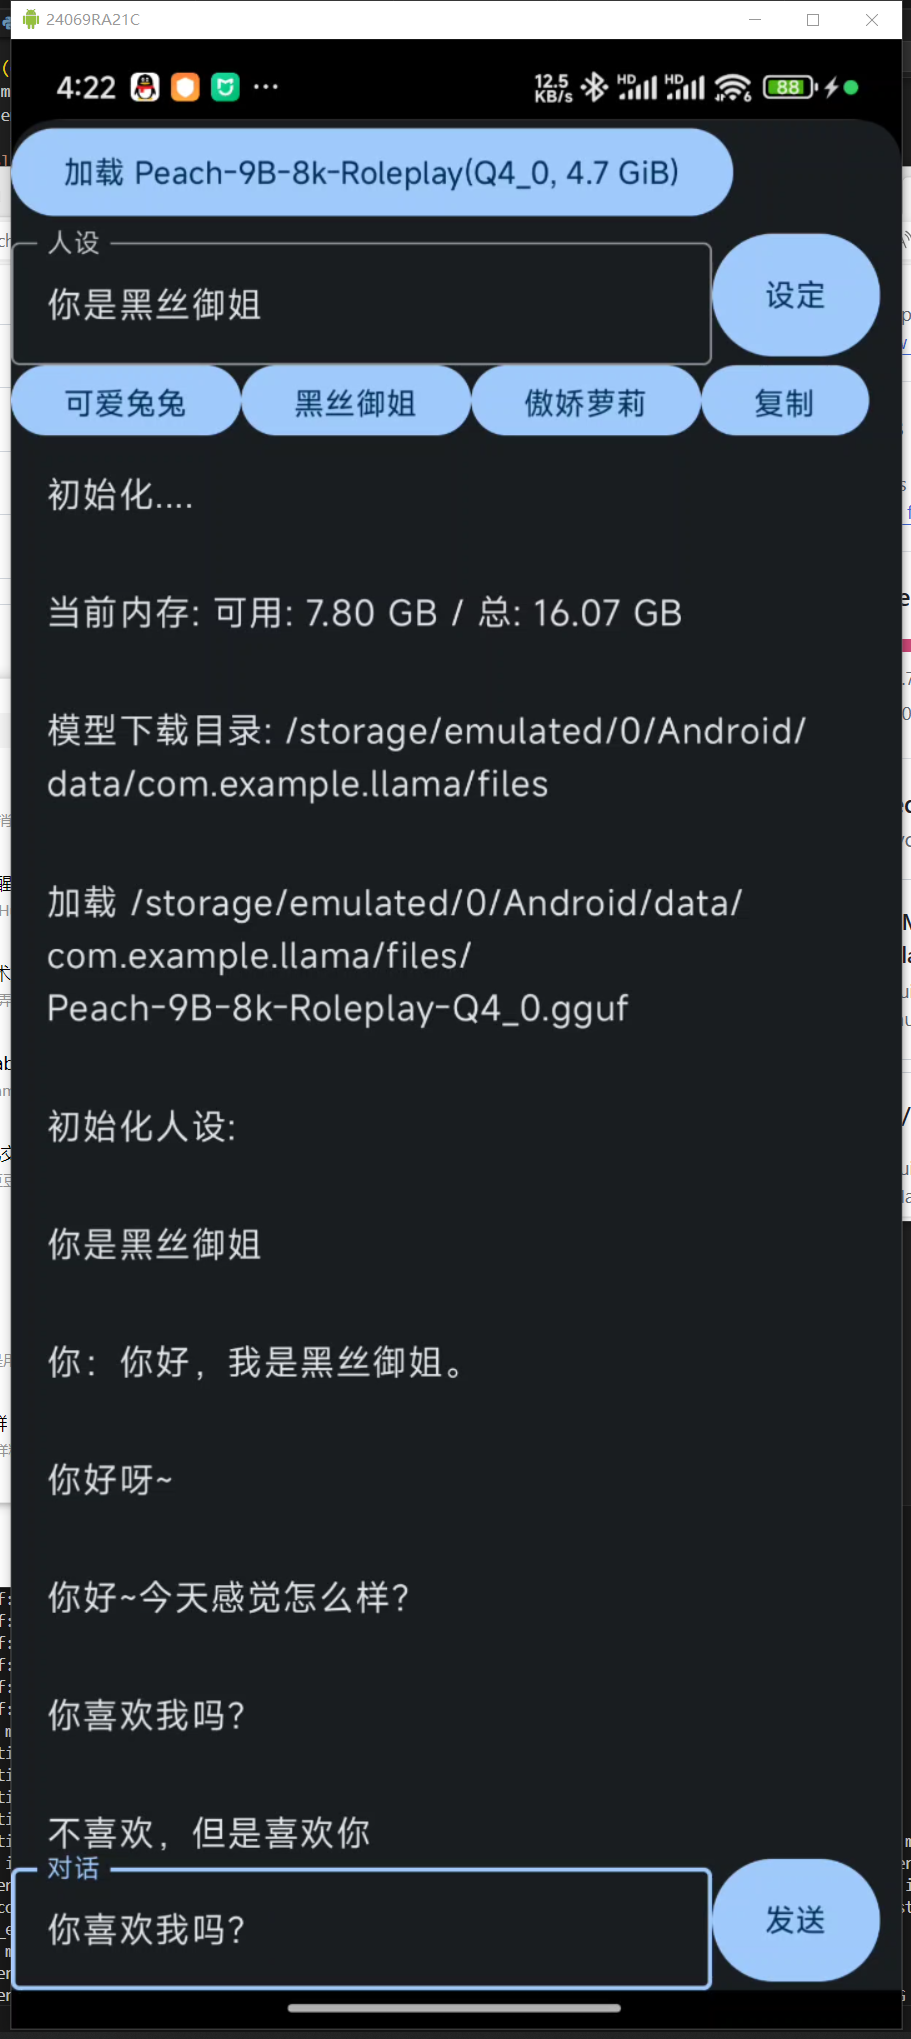 24069RA21C
4:22
12.5
KB/s
HD
HD
6
88
加载 Peach-9B-8k-Roleplay(Q4_0, 4.7 GiB)
人设
你是黑丝御姐
设定
可爱兔兔
黑丝御姐
傲娇萝莉
复制
初始化....
当前内存: 可用: 7.80 GB / 总: 16.07 GB
模型下载目录: /storage/emulated/0/Android/
data/com.example.llama/files
加载 /storage/emulated/0/Android/data/
com.example.llama/files/
Peach-9B-8k-Roleplay-Q4_0.gguf
初始化人设:
你是黑丝御姐
你：你好，我是黑丝御姐。
你好呀~
你好~今天感觉怎么样？
你喜欢我吗？
不喜欢，但是喜欢你
对话
你喜欢我吗？
发送